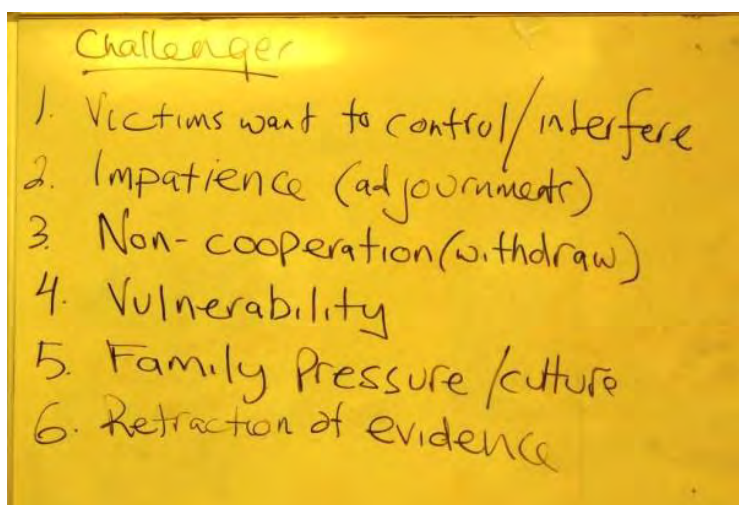 Challenges
1. Victims want to control/interfere
2. Impatience (adjournments)
3. Non-cooperation (withdraw)
4. Vulnerability
5. Family Pressure/culture
6. Retraction of evidence